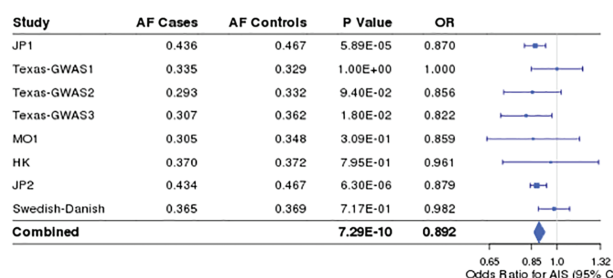 Study AF Cases AF Controls P Value OR
JP1 0.436 0.467 5.89E-05 0.870
Texas-GWAS1 0.335 0.329 1.00E+00 1.000
Texas-GWAS2 0.293 0.332 9.40E-02 0.856
Texas-GWAS3 0.307 0.362 1.80E-02 0.822
MO1 0.305 0.348 3.09E-01 0.859
HK 0.370 0.372 7.95E-01 0.961
JP2 0.434 0.467 6.30E-06 0.879
Swedish-Danish 0.365 0.369 7.17E-01 0.982
Combined 7.29E-10 0.892
0.65 0.85 1.0 1.32
Odds Ratio for AIS (95% C